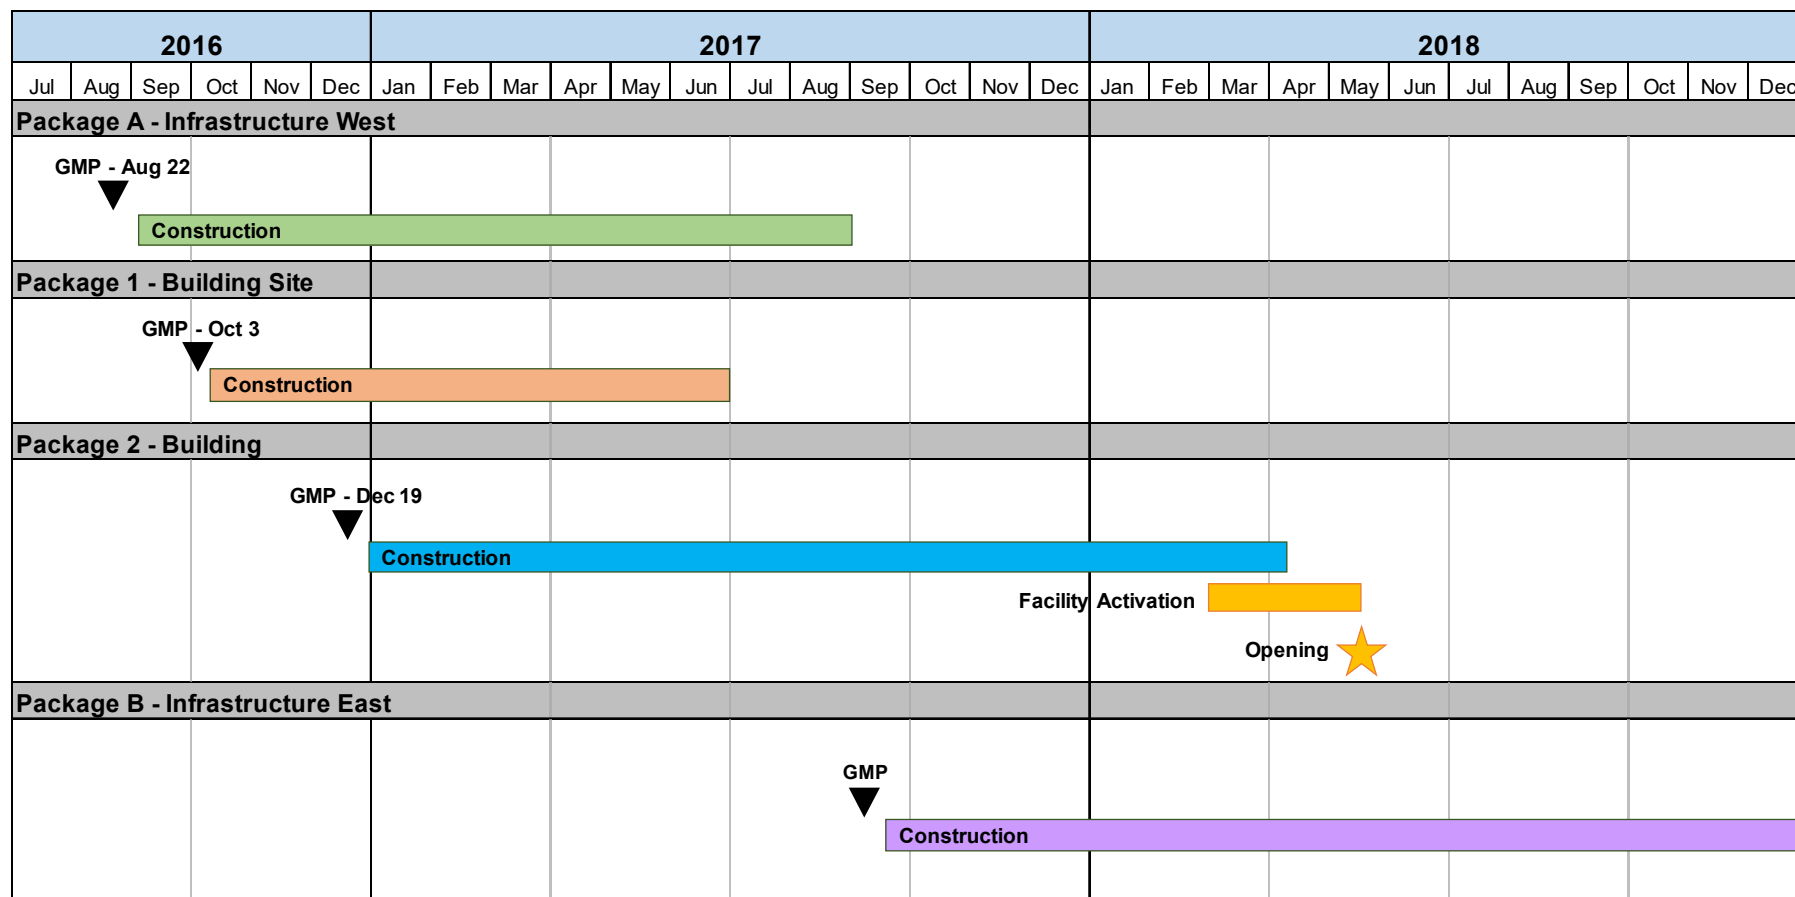 2016 2017 2018
Jul Aug Sep Oct Nov Dec Jan Feb Mar Apr May Jun Jul Aug Sep Oct Nov Dec Jan Feb Mar Apr May Jun Jul Aug Sep Oct Nov Dec
Package A - Infrastructure West
GMP - Aug 22
Construction
Package 1 - Building Site
GMP - Oct 3
Construction
Package 2 - Building
GMP - Dec 19
Construction
Facility Activation
Opening
Package B - Infrastructure East
GMP
Construction